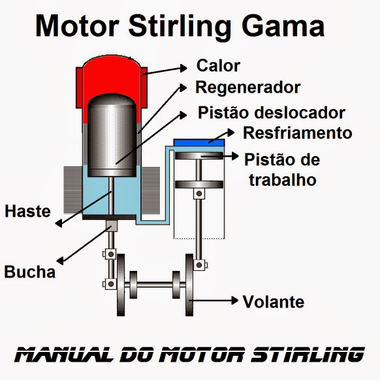 Motor Stirling Gama
Calor
Regenerador
Pistão deslocador
Resfriamento
Pistão de
trabalho
Haste
Bucha
Volante
MANUAL DO MOTOR STIRLING